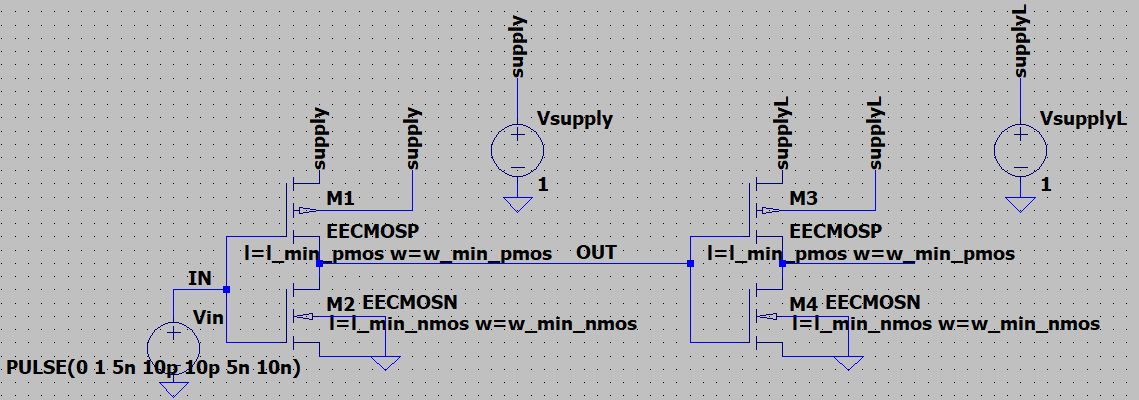 supply
supplyL
supply
supply
Vsupply
1
supplyL
supplyL
VsupplyL
1
M1
EECMOSP
l=l_min_pmos w=w_min_pmos
M3
EECMOSP
l=l_min_pmos w=w_min_pmos
OUT
IN
Vin
PULSE(0 1 5n 10p 10p 5n 10n)
M2 EECMOSN
l=l_min_nmos w=w_min_nmos
M4 EECMOSN
l=l_min_nmos w=w_min_nmos